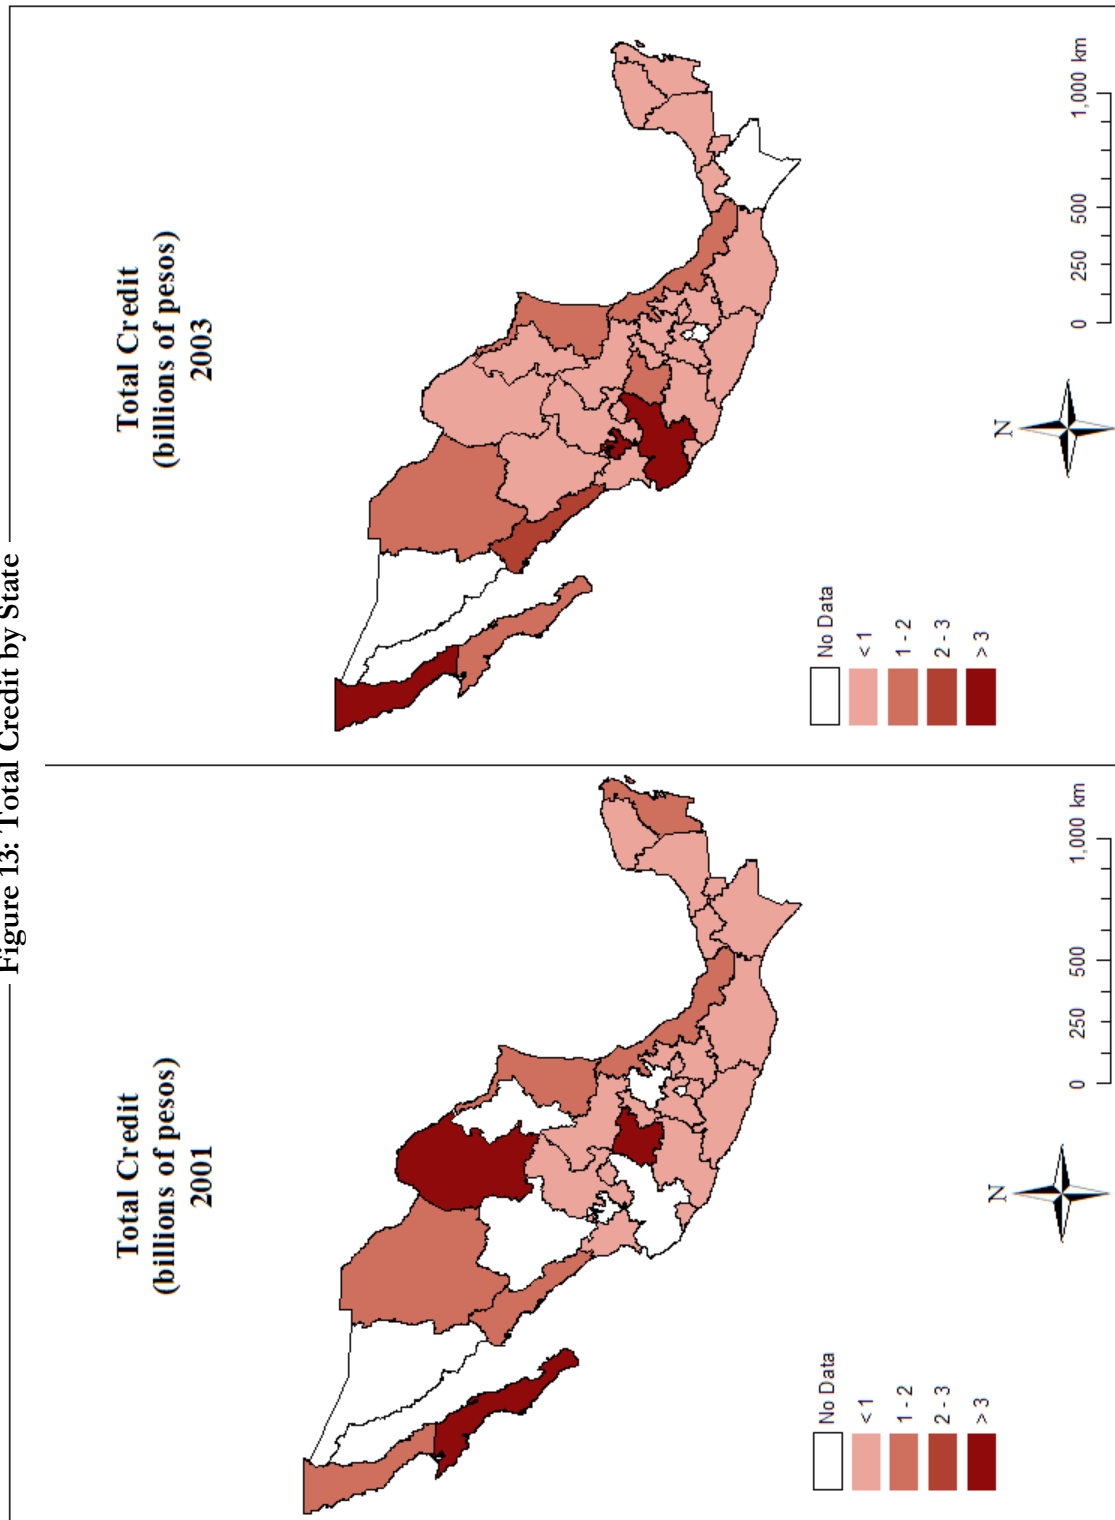 Figure 13: Total Credit by State
Total Credit
(billions of pesos)
2001
N
No Data
< 1
1 - 2
2 - 3
> 3
0 250 500 1,000 km
Total Credit
(billions of pesos)
2003
N
No Data
< 1
1 - 2
2 - 3
> 3
0 250 500 1,000 km